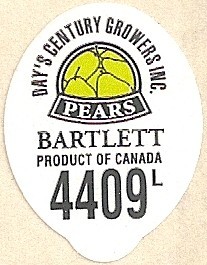 DAY'S CENTURY GROWERS INC.
PEARS
BARTLETT
PRODUCT OF CANADA
4409 L